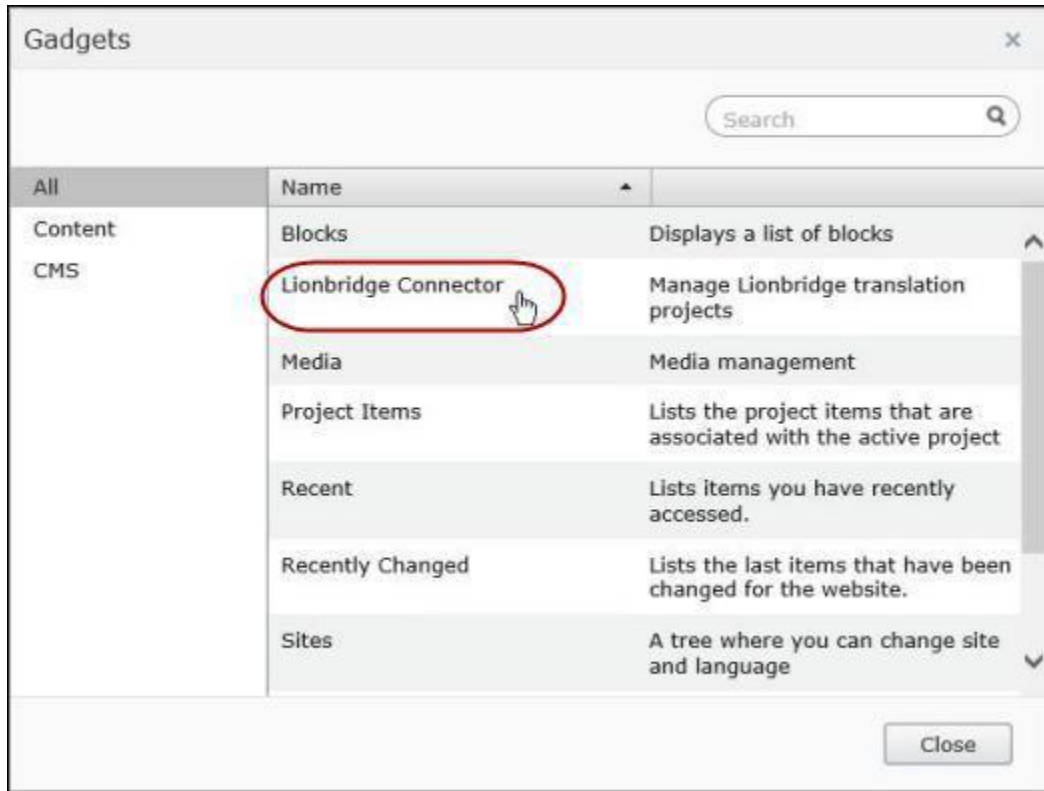 Gadgets
Search
All
Name
Content
Blocks
Displays a list of blocks
CMS
Lionbridge Connector
Manage Lionbridge translation
projects
Media
Media management
Project Items
Lists the project items that are
associated with the active project
Recent
Lists items you have recently
accessed.
Recently Changed
Lists the last items that have been
changed for the website.
Sites
A tree where you can change site
and language
Close